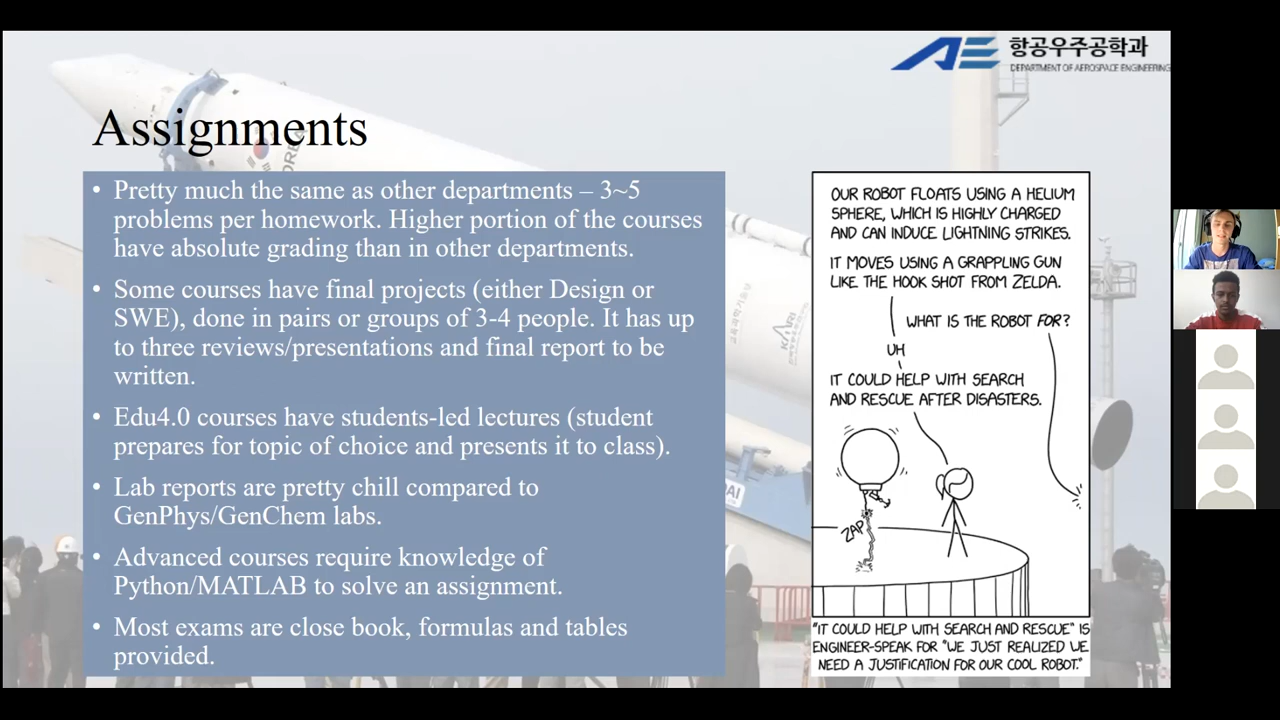 항공우주공학과
DEPARTMENT OF AEROSPACE ENGINEERING
KOREA
Assignments
• Pretty much the same as other departments – 3~5
problems per homework. Higher portion of the courses
have absolute grading than in other departments.
• Some courses have final projects (either Design or
SWE), done in pairs or groups of 3-4 people. It has up
to three reviews/presentations and final report to be
written.
• Edu4.0 courses have students-led lectures (student
prepares for topic of choice and presents it to class).
• Lab reports are pretty chill compared to
GenPhys/GenChem labs.
• Advanced courses require knowledge of
Python/MATLAB to solve an assignment.
• Most exams are close book, formulas and tables
provided.
KARI
OUR ROBOT FLOATS USING A HELIUM
SPHERE, WHICH IS HIGHLY CHARGED
AND CAN INDUCE LIGHTNING STRIKES.
IT MOVES USING A GRAPPLING GUN
LIKE THE HOOK SHOT FROM ZELDA.
WHAT IS THE ROBOT FOR?
UH
IT COULD HELP WITH SEARCH
AND RESCUE AFTER DISASTERS.
ZAP
"IT COULD HELP WITH SEARCH AND RESCUE" IS
ENGINEER-SPEAK FOR "WE JUST REALIZED WE
NEED A JUSTIFICATION FOR OUR COOL ROBOT."